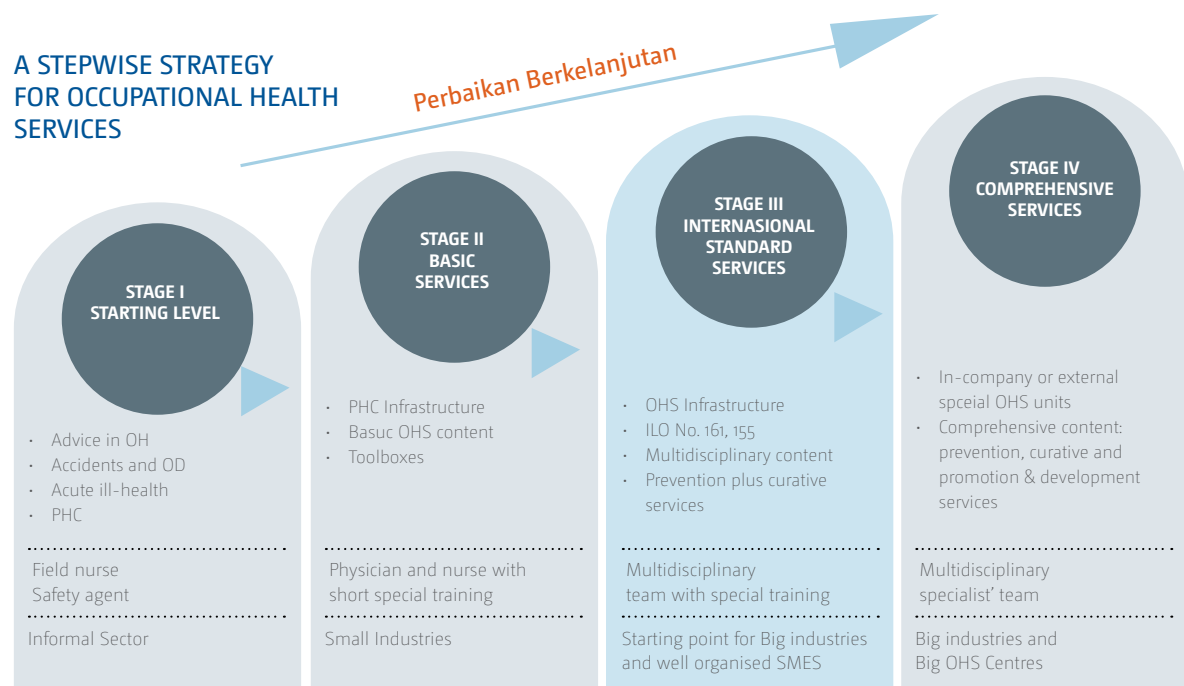 A STEPWISE STRATEGY
FOR OCCUPATIONAL HEALTH
SERVICES
Perbaikan Berkelanjutan
STAGE I
STARTING LEVEL
· Advice in OH
· Accidents and OD
· Acute ill-health
· PHC
Field nurse
Safety agent
Informal Sector
STAGE II
BASIC
SERVICES
· PHC Infrastructure
· Basuc OHS content
· Toolboxes
Physician and nurse with
short special training
Small Industries
STAGE III
INTERNASIONAL
STANDARD
SERVICES
· OHS Infrastructure
· ILO No. 161, 155
· Multidisciplinary content
· Prevention plus curative
services
Multidisciplinary
team with special training
Starting point for Big industries
and well organised SMES
STAGE IV
COMPREHENSIVE
SERVICES
· In-company or external
spceial OHS units
· Comprehensive content:
prevention, curative and
promotion & development
services
Multidisciplinary
specialist’ team
Big industries and
Big OHS Centres